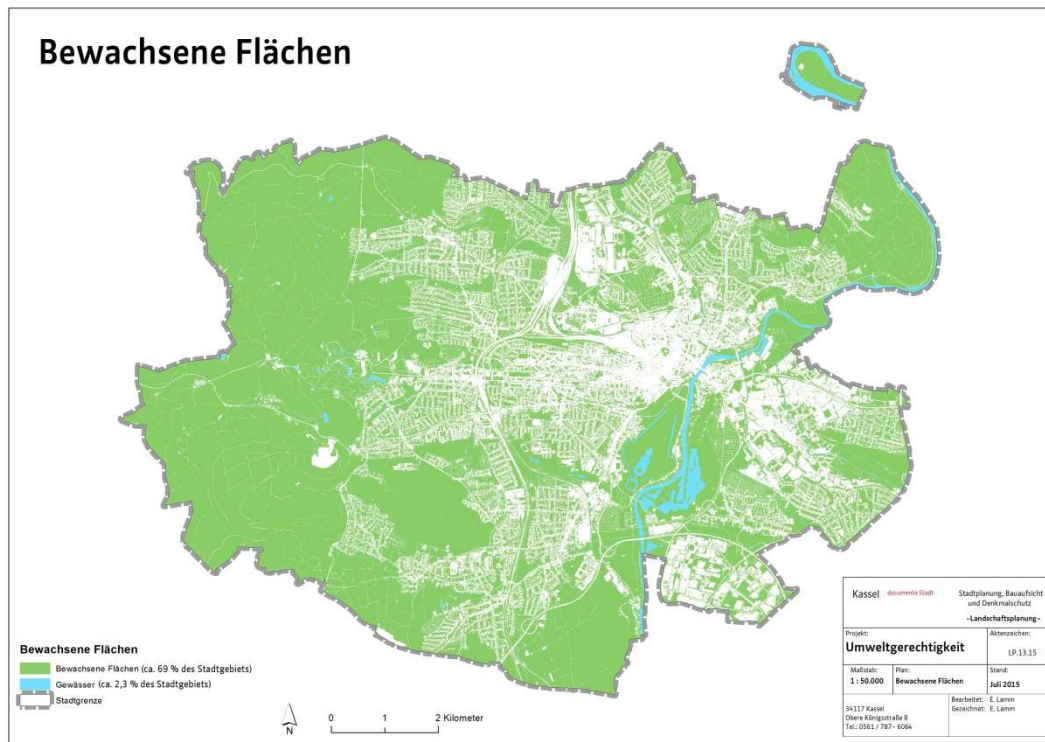 Bewachsene Flächen
Bewachsene Flächen
Bewachsene Flächen (ca. 69 % des Stadtgebiets)
Gewässer (ca. 2,3 % des Stadtgebiets)
Stadtgrenze
N
0 1 2 Kilometer
Kassel documenta Stadt
Stadtplanung, Bauaufsicht
und Denkmalschutz
-Landschaftsplanung-
Projekt:
Umweltgerechtigkeit
Aktenzeichen:
LP.13.15
Maßstab:
1 : 50.000
Plan:
Bewachsene Flächen
Stand:
Juli 2015
34117 Kassel
Obere Königsstraße 8
Tel.: 0561 / 787- 6064
Bearbeitet: E. Lamm
Gezeichnet: E. Lamm